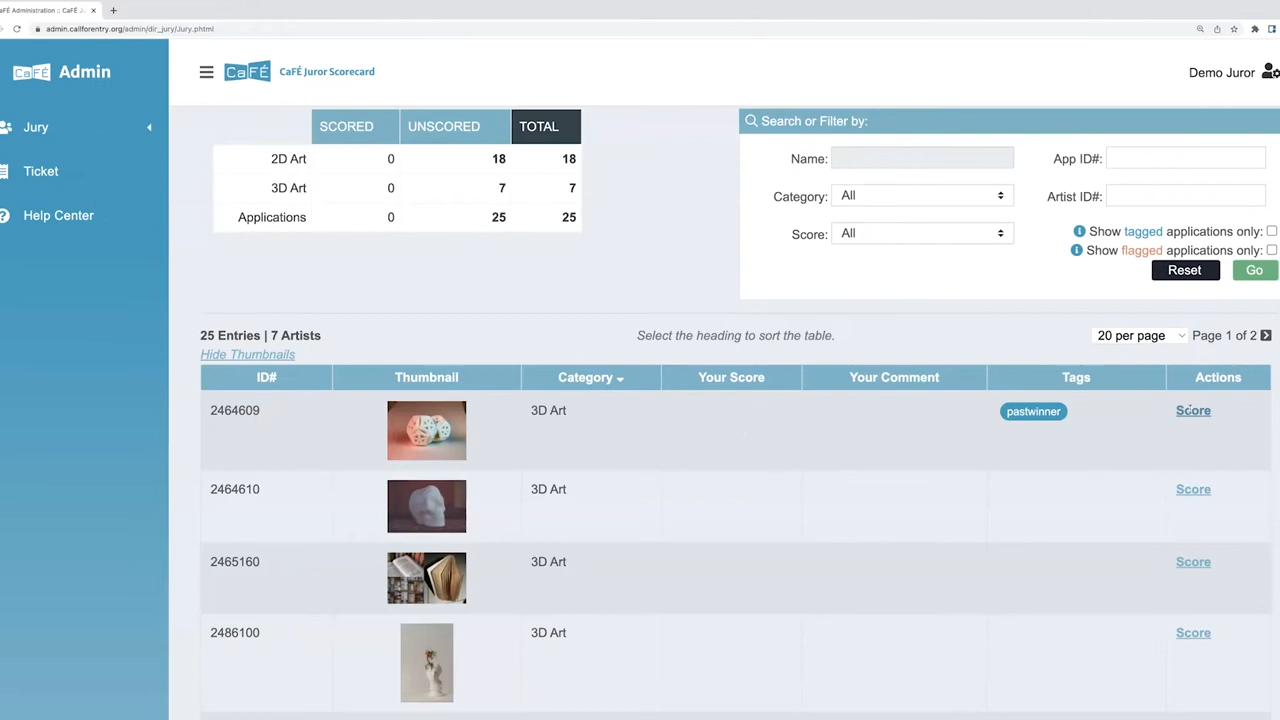 CaFÉ Administration :: CaFÉ J
admin.callforentry.org/admin/dir_jury/Jury.phtml
CaFÉ Admin
CaFÉ CaFÉ Juror Scorecard
Demo Juror
Jury
Ticket
Help Center
SCORED UNSCORED TOTAL
2D Art 0 18 18
3D Art 0 7 7
Applications 0 25 25
Search or Filter by:
Name: App ID#:
Category: All Artist ID#:
Score: All
Show tagged applications only:
Show flagged applications only:
Reset Go
25 Entries | 7 Artists Select the heading to sort the table. 20 per page Page 1 of 2
Hide Thumbnails
ID# Thumbnail Category Your Score Your Comment Tags Actions
2464609 3D Art pastwinner Score
2464610 3D Art Score
2465160 3D Art Score
2486100 3D Art Score